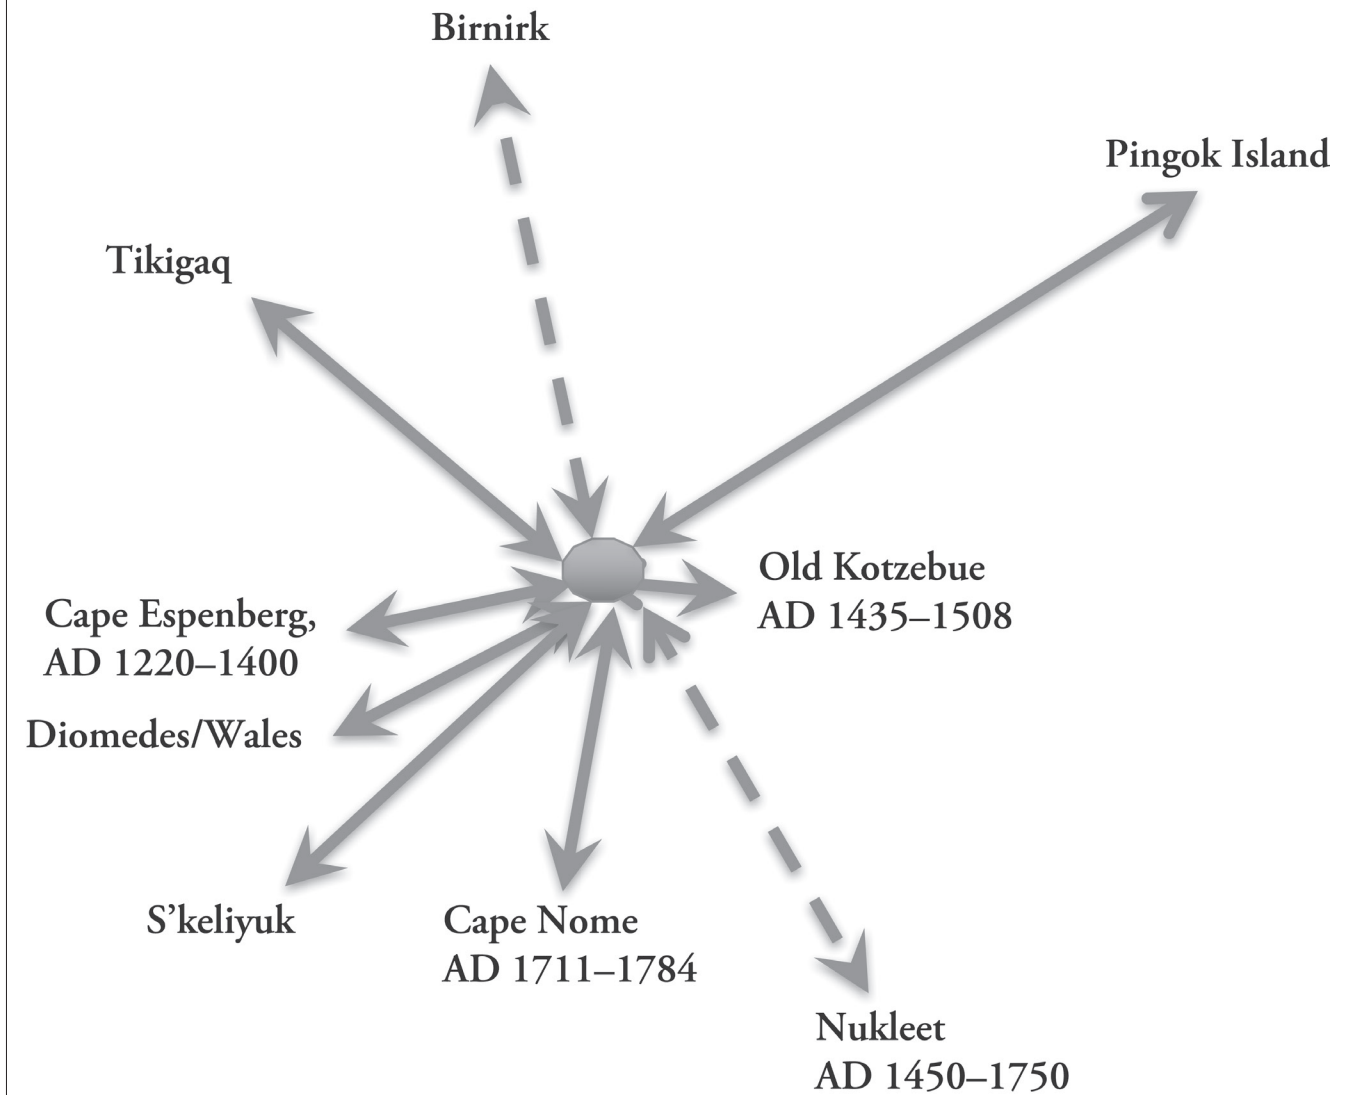 Birnirk
Pingok Island
Tikigaq
Old Kotzebue
AD 1435–1508
Cape Espenberg,
AD 1220–1400
Diomedes/Wales
S’keliyuk
Cape Nome
AD 1711–1784
Nukleet
AD 1450–1750